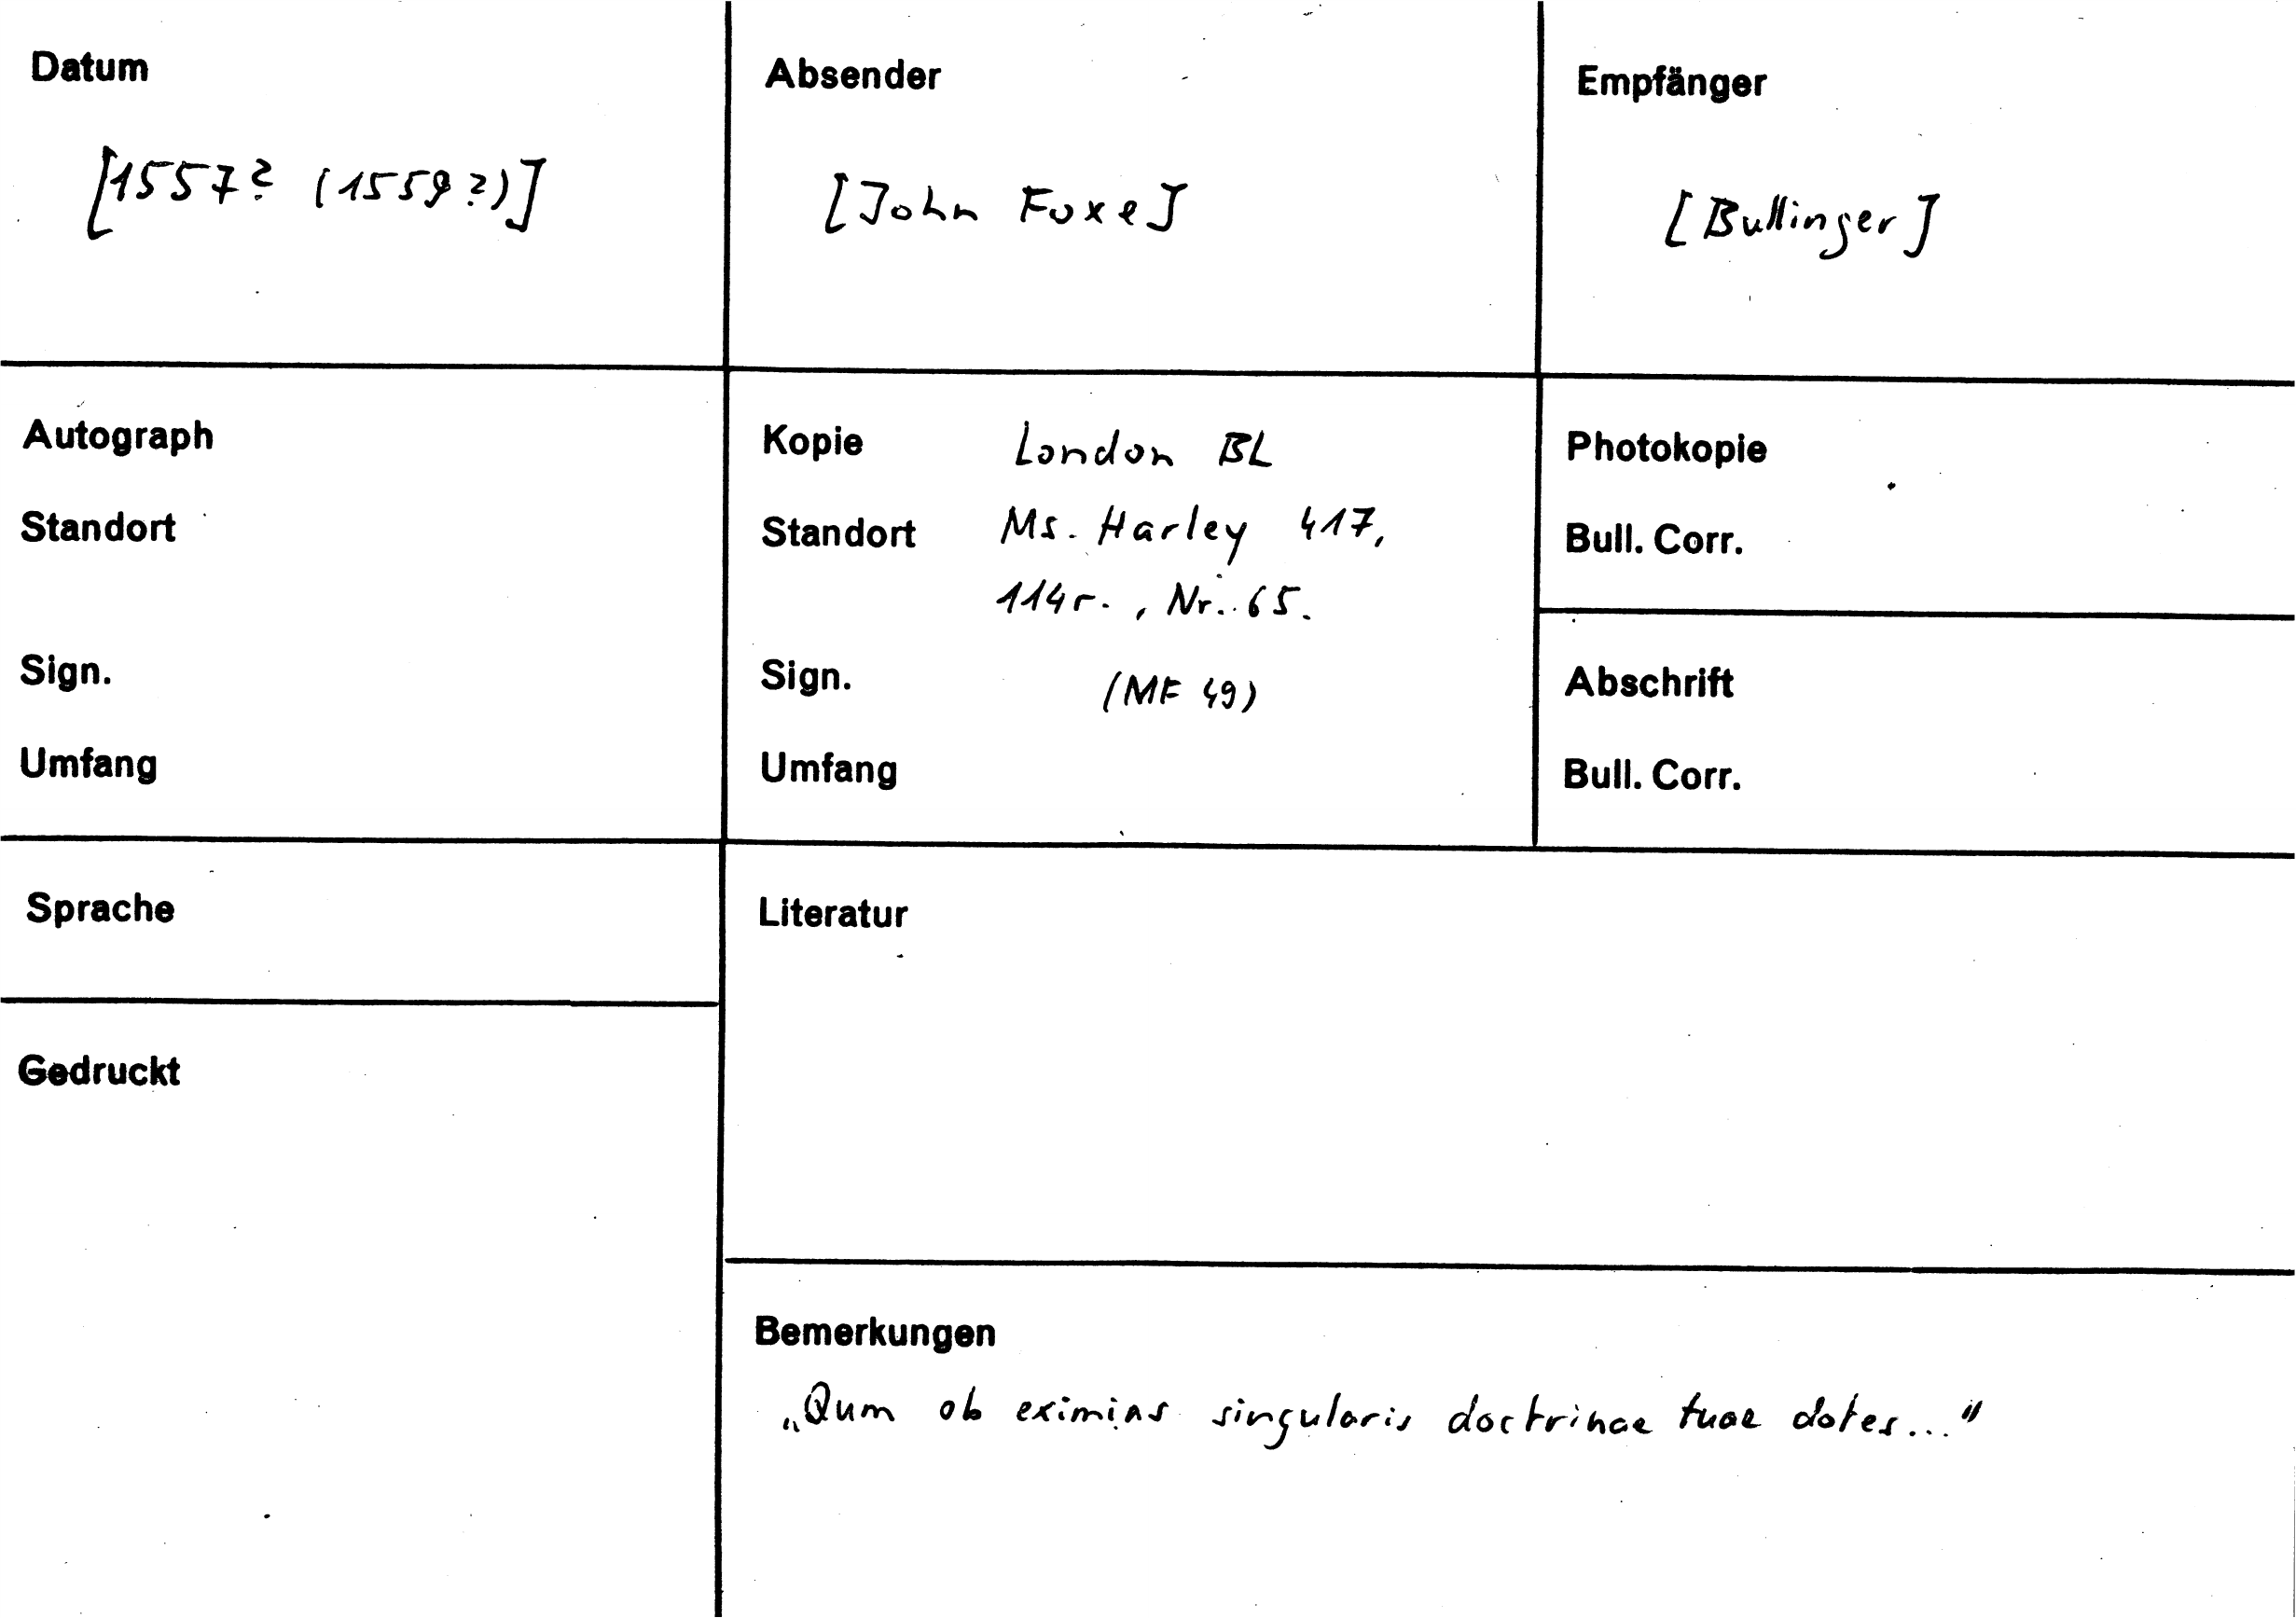 Datum
[1557? (1559?)]
Absender
[John Foxe]
Empfänger
[Bullinger]
Autograph
Standort
Sign.
Umfang
Kopie London BL
Standort Ms. Harley 417,
114r. , Nr. 65.
Sign. (MF 49)
Umfang
Photokopie
Bull. Corr.
Abschrift
Bull. Corr.
Sprache
Gedruckt
Literatur
Bemerkungen
„Qum ob eximias singularis doctrinae tuae dotes..."